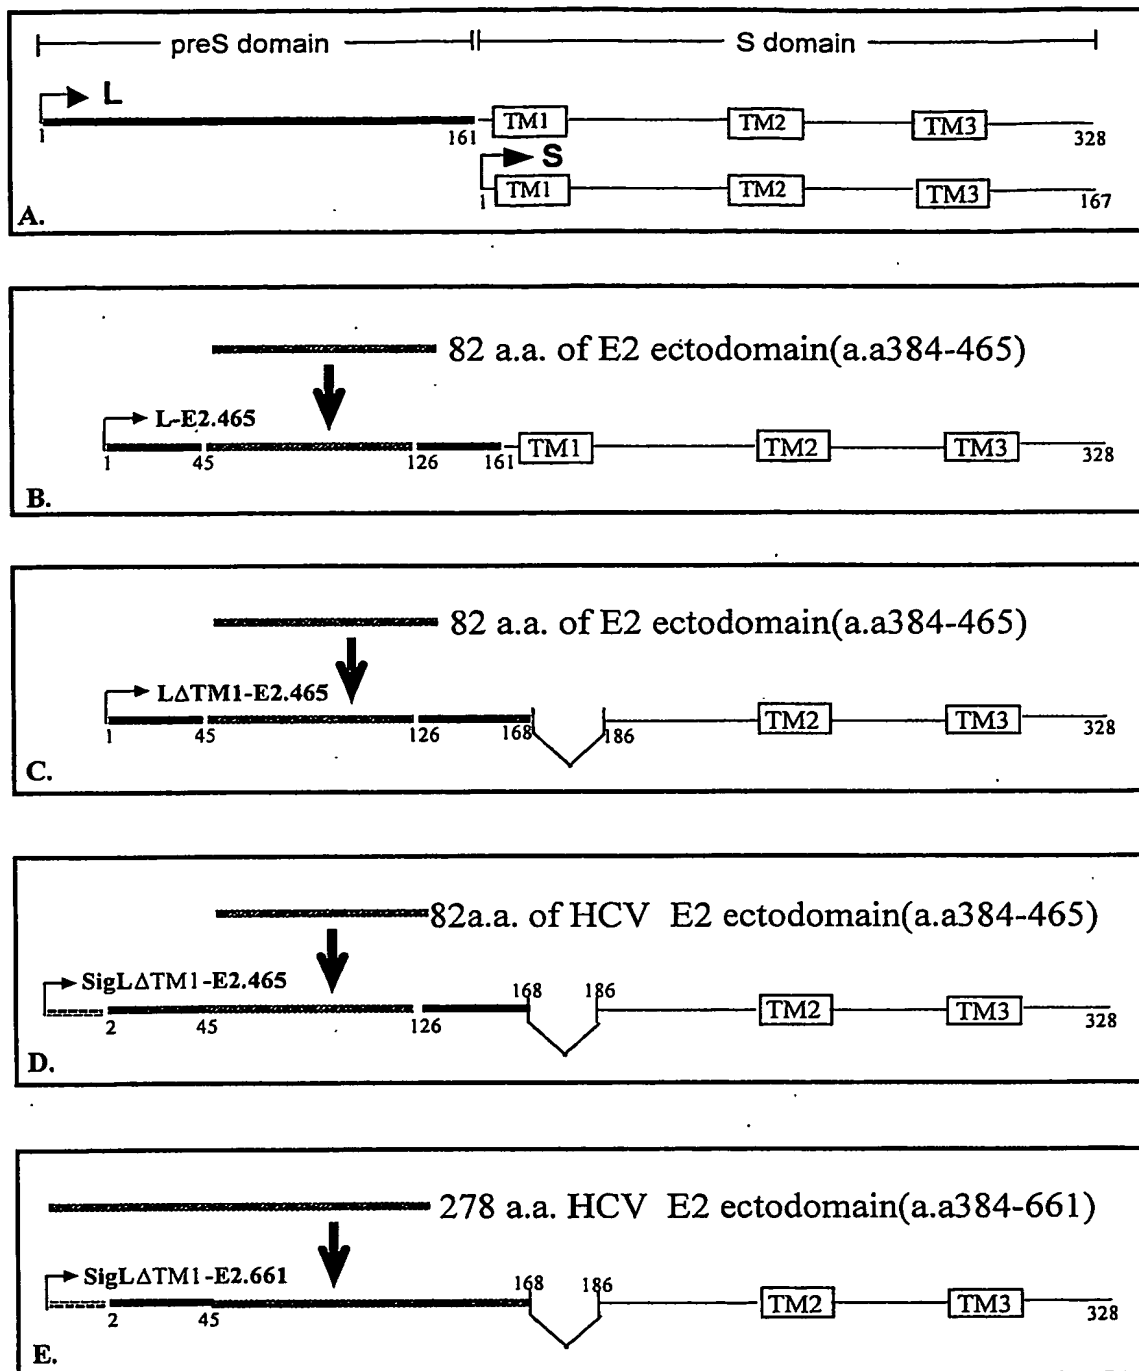 preS domain S domain
L
1 161 TM1 TM2 TM3 328
S
1 TM1 TM2 TM3 167
A.
82 a.a. of E2 ectodomain(a.a384-465)
L-E2.465
1 45 126 161 TM1 TM2 TM3 328
B.
82 a.a. of E2 ectodomain(a.a384-465)
LΔTM1-E2.465
1 45 126 168 186 TM2 TM3 328
C.
82a.a. of HCV E2 ectodomain(a.a384-465)
SigLΔTM1-E2.465
168 186
2 45 126 TM2 TM3 328
D.
278 a.a. HCV E2 ectodomain(a.a384-661)
SigLΔTM1-E2.661
168 186
2 45 TM2 TM3 328
E.